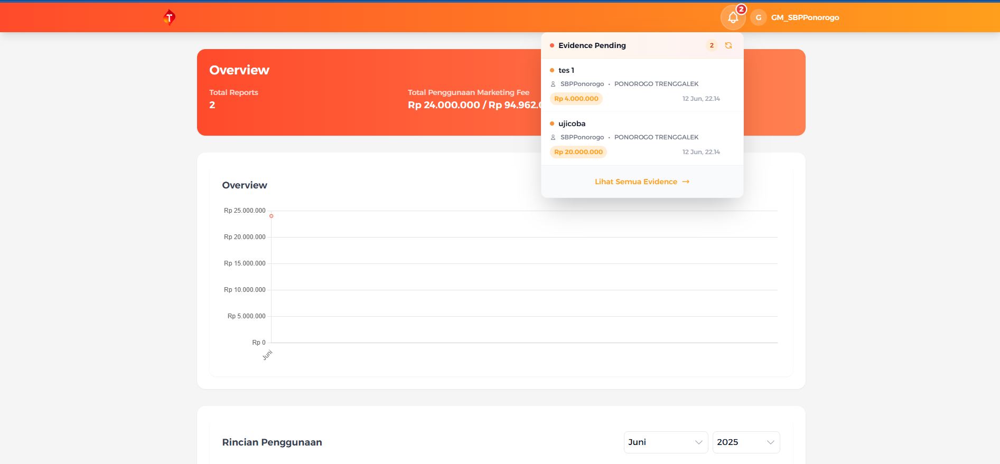 T
2
G
GM_SBPPonorogo
Evidence Pending
2
tes 1
SBPPonorogo • PONOROGO TRENGGALEK
Rp 4.000.000
12 Jun, 22.14
ujicoba
SBPPonorogo • PONOROGO TRENGGALEK
Rp 20.000.000
12 Jun, 22.14
Lihat Semua Evidence →
Overview
Total Reports
2
Total Penggunaan Marketing Fee
Rp 24.000.000 / Rp 94.962.0
Overview
Rp 25.000.000
Rp 20.000.000
Rp 15.000.000
Rp 10.000.000
Rp 5.000.000
Rp 0
Juni
Rincian Penggunaan
Juni
2025